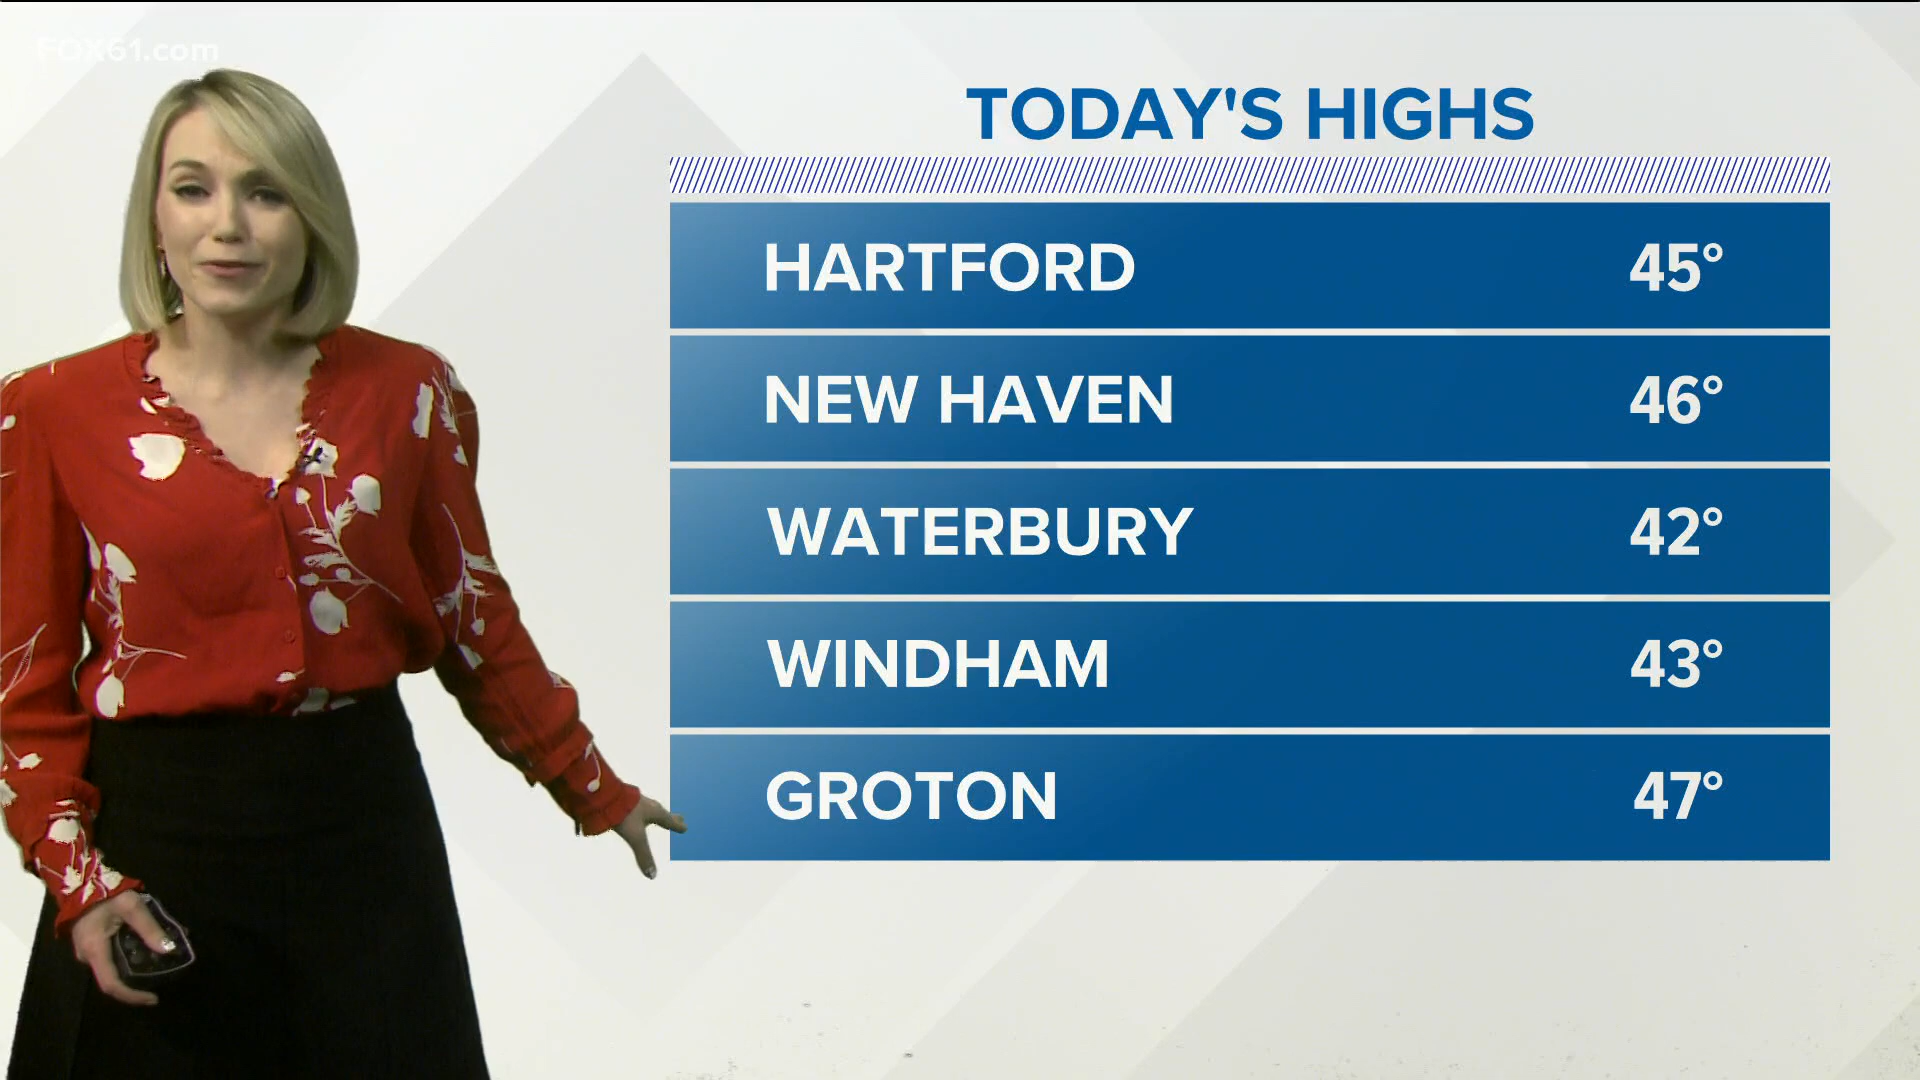 FOX61.com
TODAY'S HIGHS
HARTFORD 45°
NEW HAVEN 46°
WATERBURY 42°
WINDHAM 43°
GROTON 47°